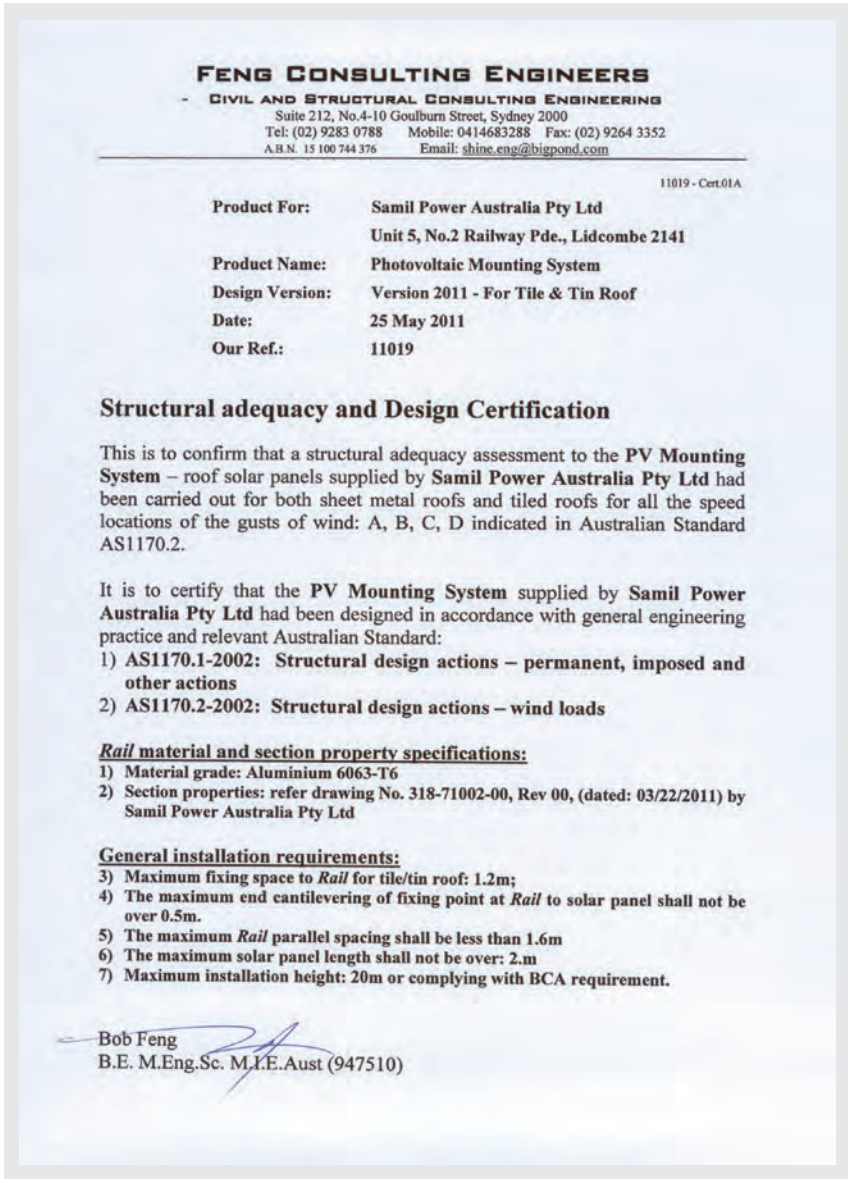 FENG CONSULTING ENGINEERS
- CIVIL AND STRUCTURAL CONSULTING ENGINEERING
Suite 212, No.4-10 Goulburn Street, Sydney 2000
Tel: (02) 9283 0788 Mobile: 0414683288 Fax: (02) 9264 3352
A.B.N. 15 100 744 376 Email: shine.eng@bigpond.com
11019 - Cert.01A
Product For: Samil Power Australia Pty Ltd
Unit 5, No.2 Railway Pde., Lidcombe 2141
Product Name: Photovoltaic Mounting System
Design Version: Version 2011 - For Tile & Tin Roof
Date: 25 May 2011
Our Ref.: 11019
Structural adequacy and Design Certification
This is to confirm that a structural adequacy assessment to the PV Mounting
System – roof solar panels supplied by Samil Power Australia Pty Ltd had
been carried out for both sheet metal roofs and tiled roofs for all the speed
locations of the gusts of wind: A, B, C, D indicated in Australian Standard
AS1170.2.
It is to certify that the PV Mounting System supplied by Samil Power
Australia Pty Ltd had been designed in accordance with general engineering
practice and relevant Australian Standard:
1) AS1170.1-2002: Structural design actions – permanent, imposed and
other actions
2) AS1170.2-2002: Structural design actions – wind loads
Rail material and section property specifications:
1) Material grade: Aluminium 6063-T6
2) Section properties: refer drawing No. 318-71002-00, Rev 00, (dated: 03/22/2011) by
Samil Power Australia Pty Ltd
General installation requirements:
3) Maximum fixing space to Rail for tile/tin roof: 1.2m;
4) The maximum end cantilevering of fixing point at Rail to solar panel shall not be
over 0.5m.
5) The maximum Rail parallel spacing shall be less than 1.6m
6) The maximum solar panel length shall not be over: 2.m
7) Maximum installation height: 20m or complying with BCA requirement.
Bob Feng
B.E. M.Eng.Sc. M.I.E.Aust (947510)